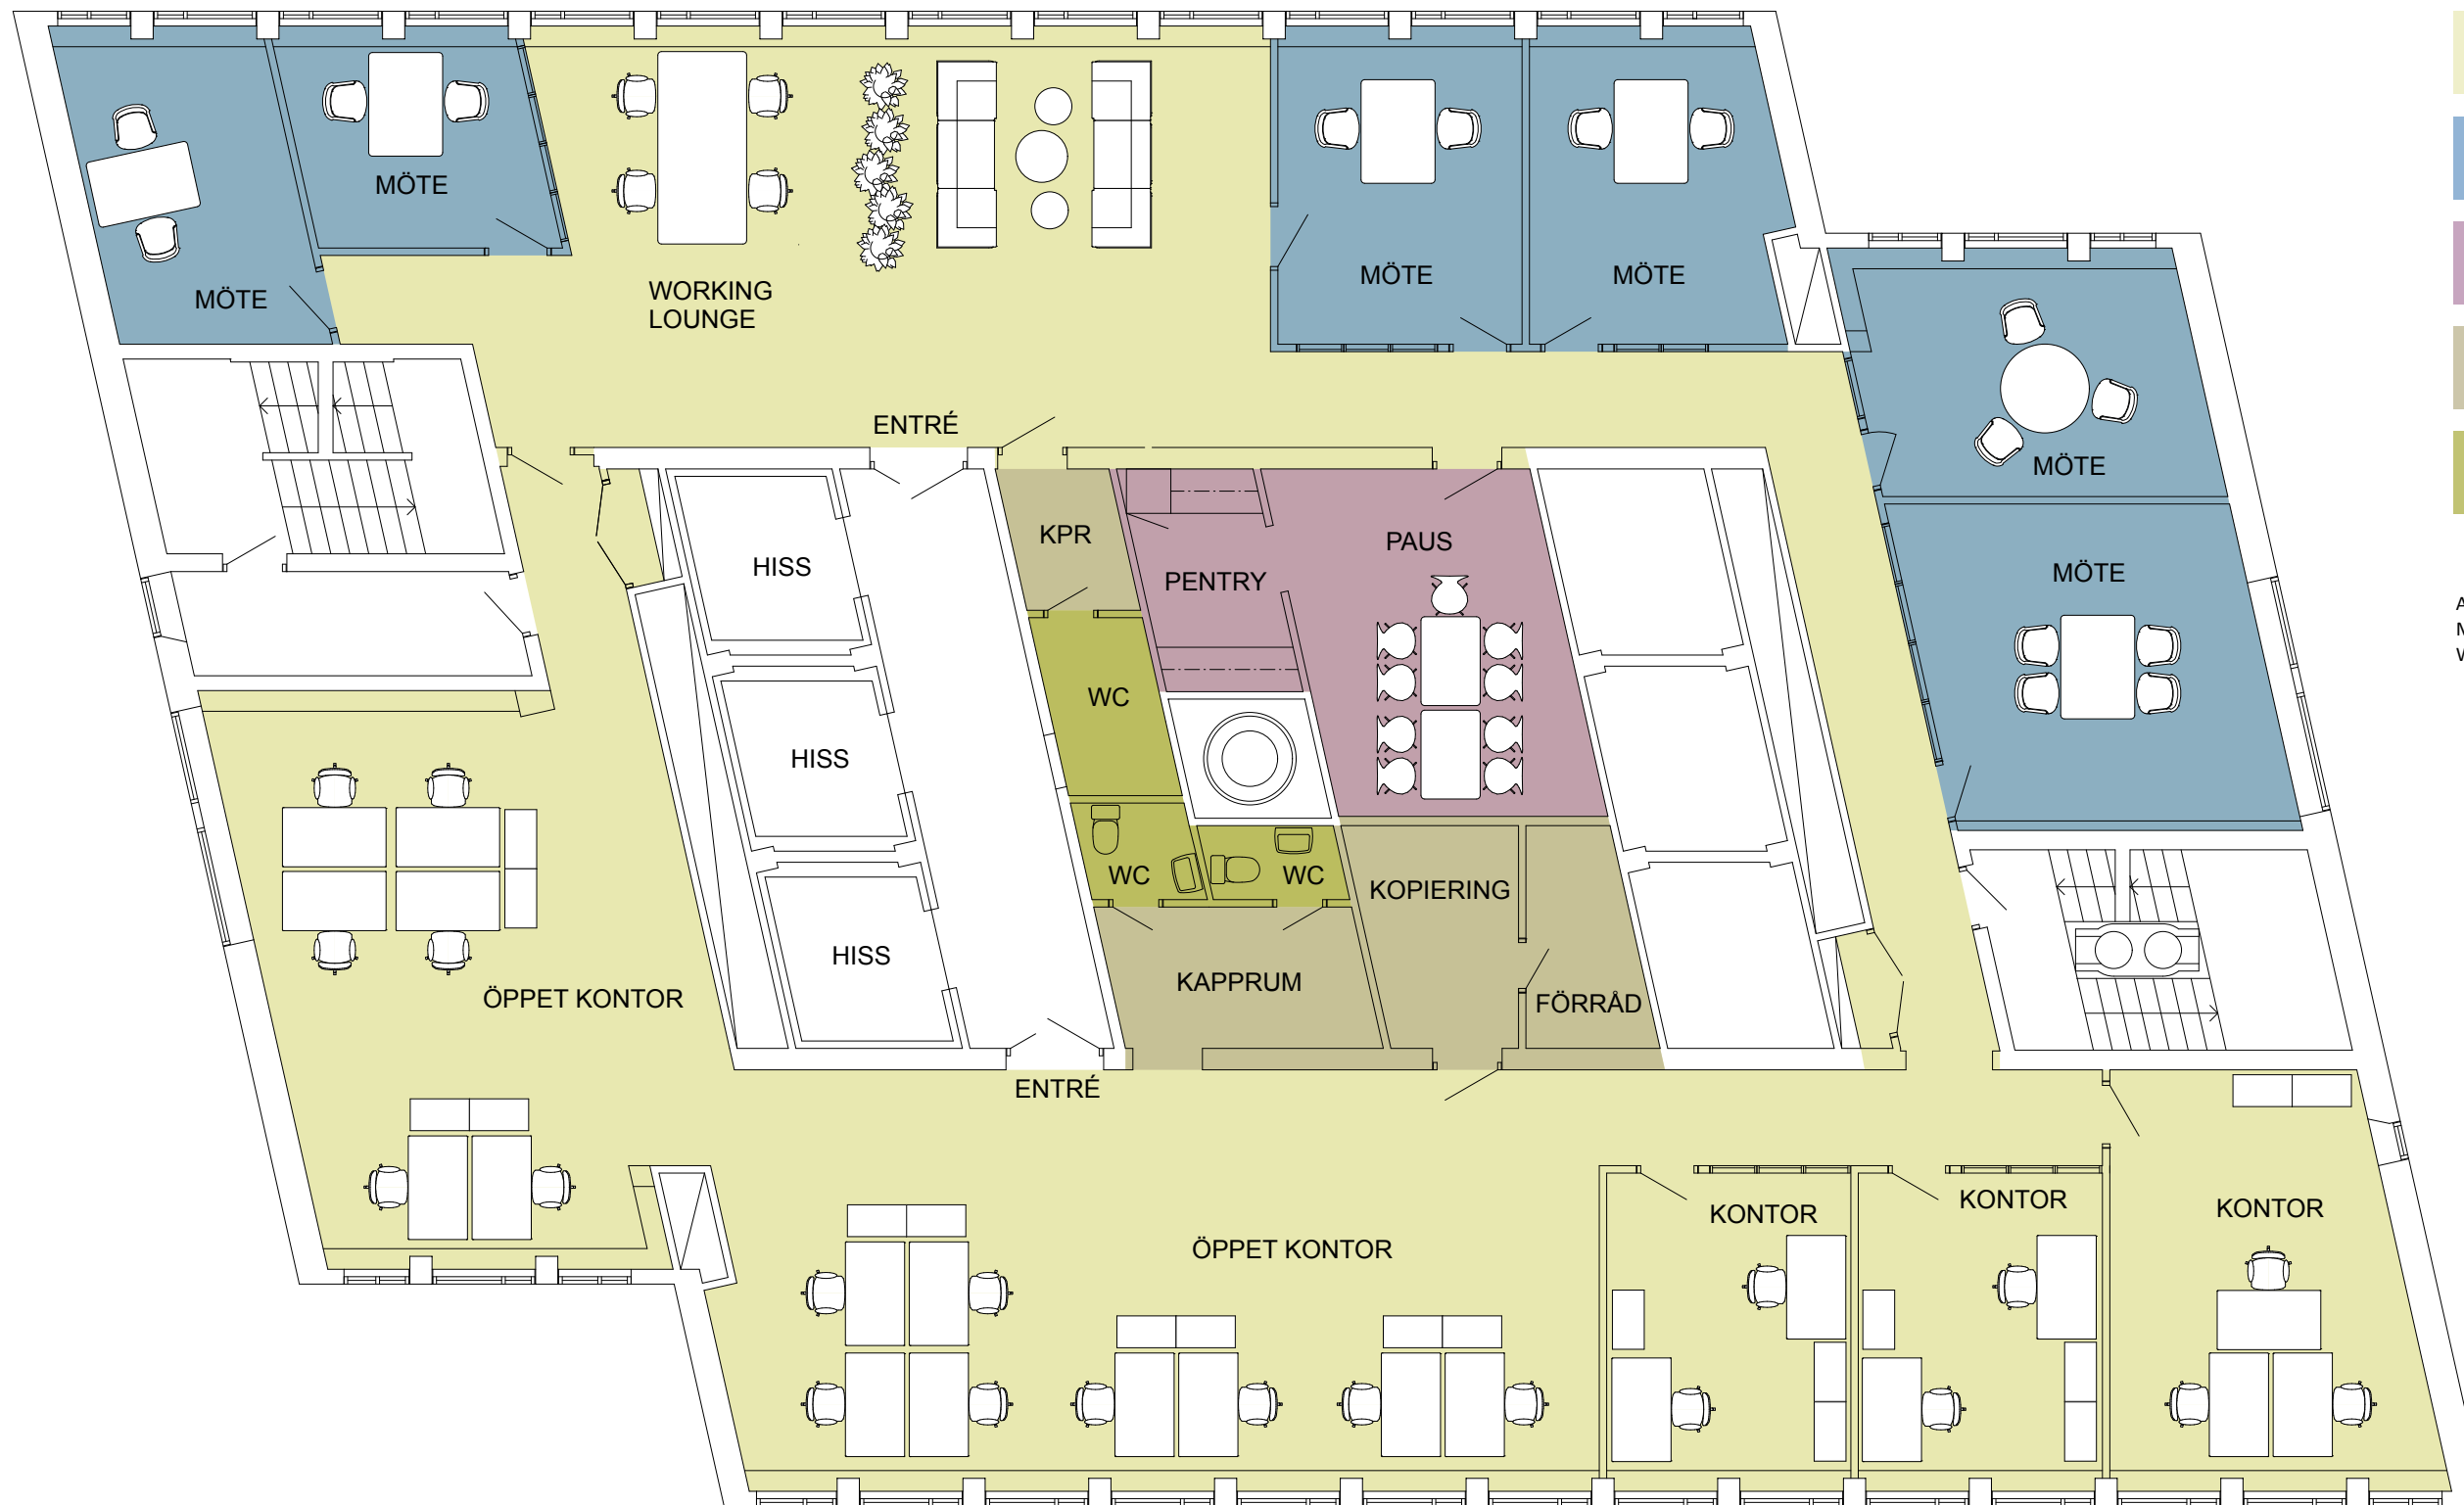 MÖTE
MÖTE
WORKING
LOUNGE
MÖTE
MÖTE
MÖTE
MÖTE
ENTRÉ
KPR
PENTRY
PAUS
HISS
HISS
HISS
WC
WC
WC
KOPIERING
KAPPRUM
FÖRRÅD
ÖPPET KONTOR
ENTRÉ
ÖPPET KONTOR
KONTOR
KONTOR
KONTOR